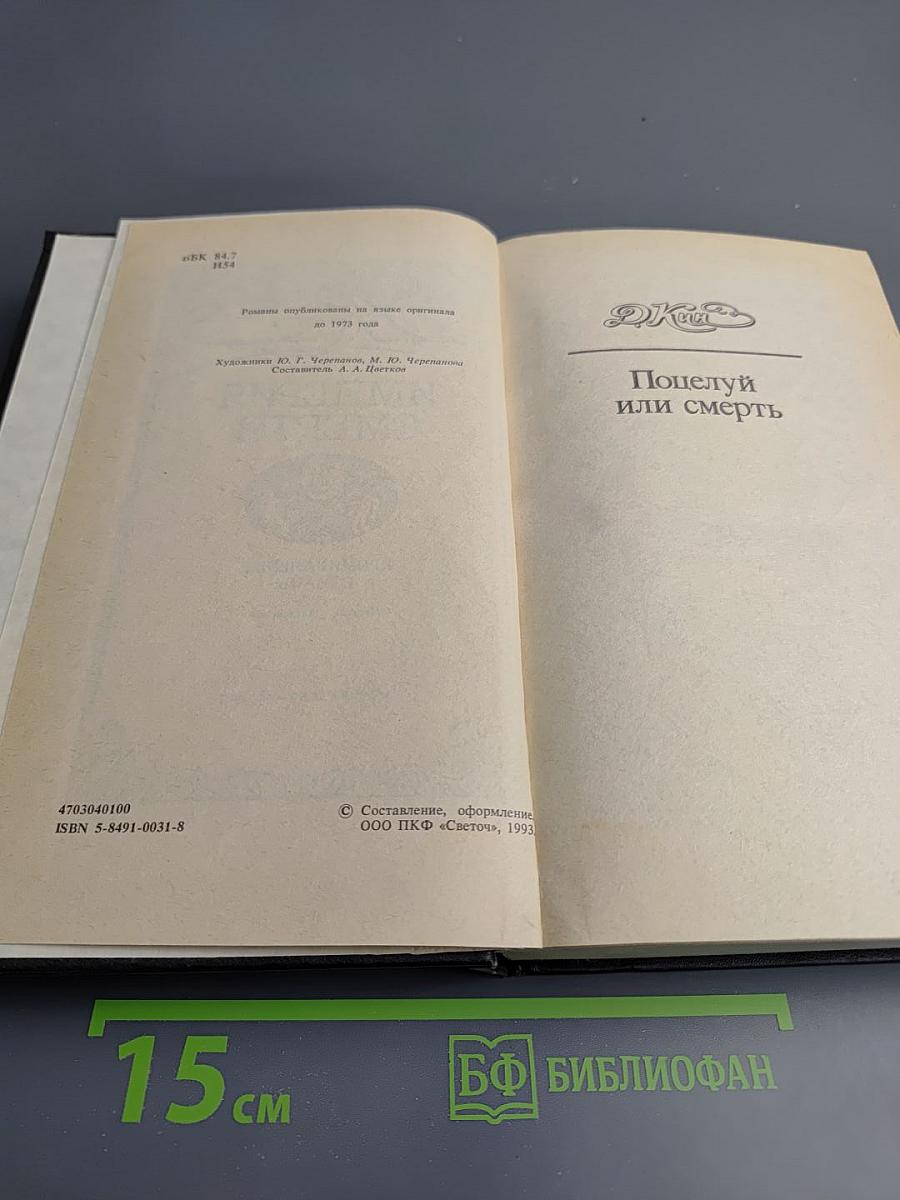 ББК 84.7
Н54
Романы опубликованы на языке оригинала
до 1973 года
Художники Ю. Г. Черепанов, М. Ю. Черепанова
Составитель А. А. Цветков
4703040100
ISBN 5-8491-0031-8
© Составление, оформление,
ООО ПКФ «Светоч», 1993.
Д. Кин
Поцелуй
или смерть
15 см
БФ БИБЛИОФАН